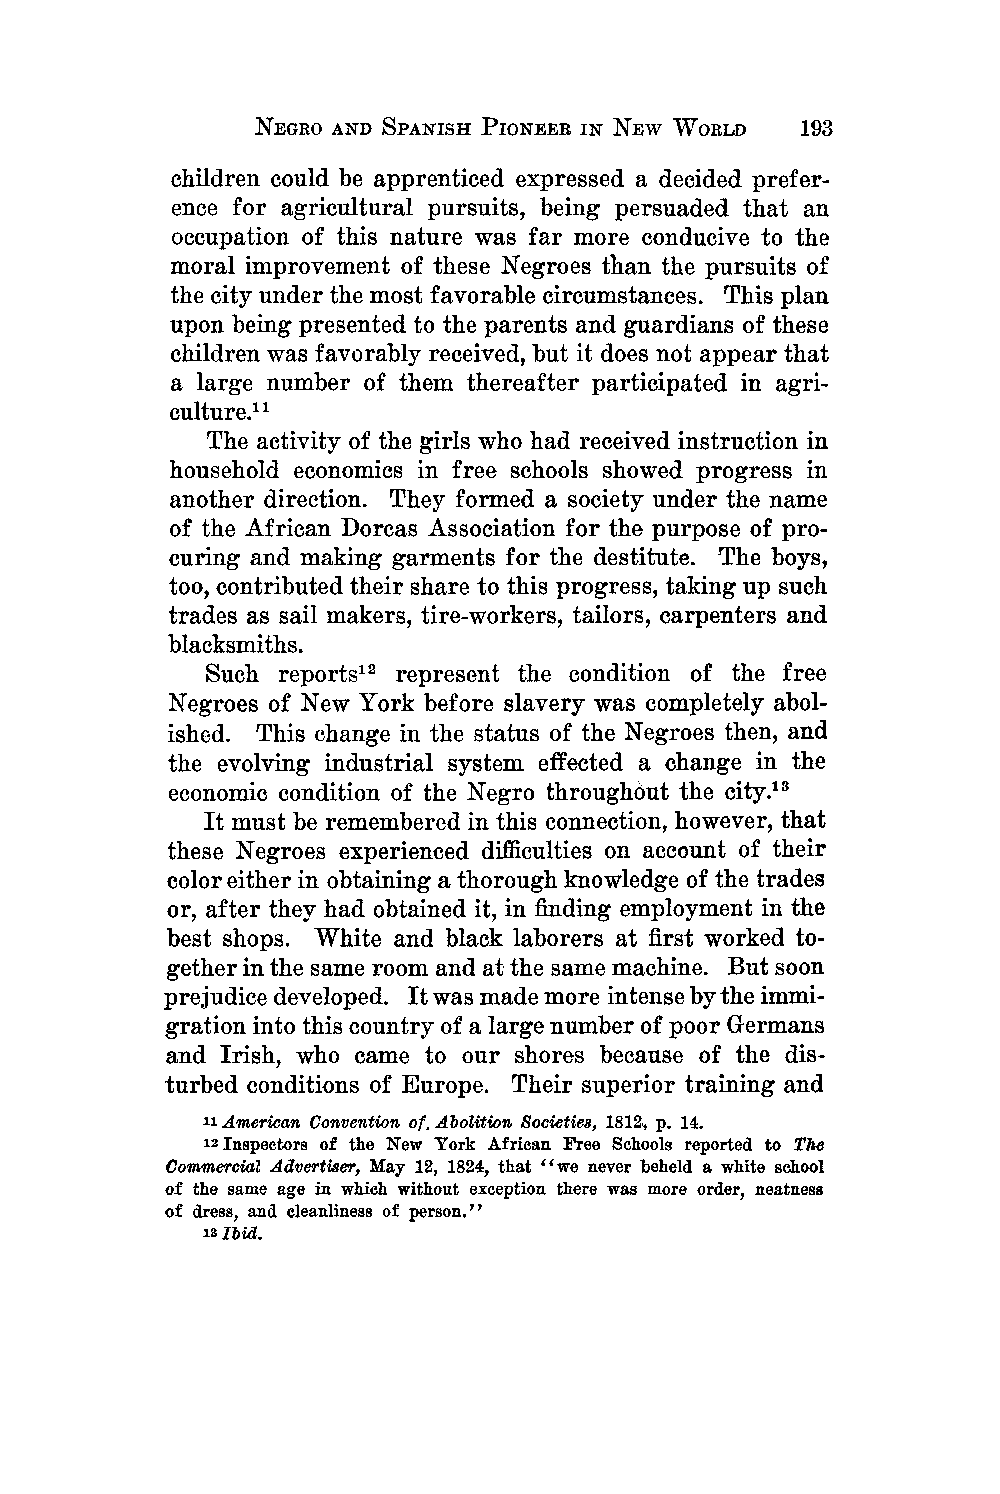 NEGRO AND SPANISH PIONEER IN NEW WORLD 193
children could be apprenticed expressed a decided prefer-
ence for agricultural pursuits, being persuaded that an
occupation of this nature was far more conducive to the
moral improvement of these Negroes than the pursuits of
the city under the most favorable circumstances. This plan
upon being presented to the parents and guardians of these
children was favorably received, but it does not appear that
a large number of them thereafter participated in agri-
culture.¹¹
The activity of the girls who had received instruction in
household economics in free schools showed progress in
another direction. They formed a society under the name
of the African Dorcas Association for the purpose of pro-
curing and making garments for the destitute. The boys,
too, contributed their share to this progress, taking up such
trades as sail makers, tire-workers, tailors, carpenters and
blacksmiths.
Such reports¹² represent the condition of the free
Negroes of New York before slavery was completely abol-
ished. This change in the status of the Negroes then, and
the evolving industrial system effected a change in the
economic condition of the Negro throughout the city.¹³
It must be remembered in this connection, however, that
these Negroes experienced difficulties on account of their
color either in obtaining a thorough knowledge of the trades
or, after they had obtained it, in finding employment in the
best shops. White and black laborers at first worked to-
gether in the same room and at the same machine. But soon
prejudice developed. It was made more intense by the immi-
gration into this country of a large number of poor Germans
and Irish, who came to our shores because of the dis-
turbed conditions of Europe. Their superior training and
¹¹ American Convention of. Abolition Societies, 1812, p. 14.
¹² Inspectors of the New York African Free Schools reported to The
Commercial Advertiser, May 12, 1824, that "we never beheld a white school
of the same age in which without exception there was more order, neatness
of dress, and cleanliness of person."
¹³ Ibid.